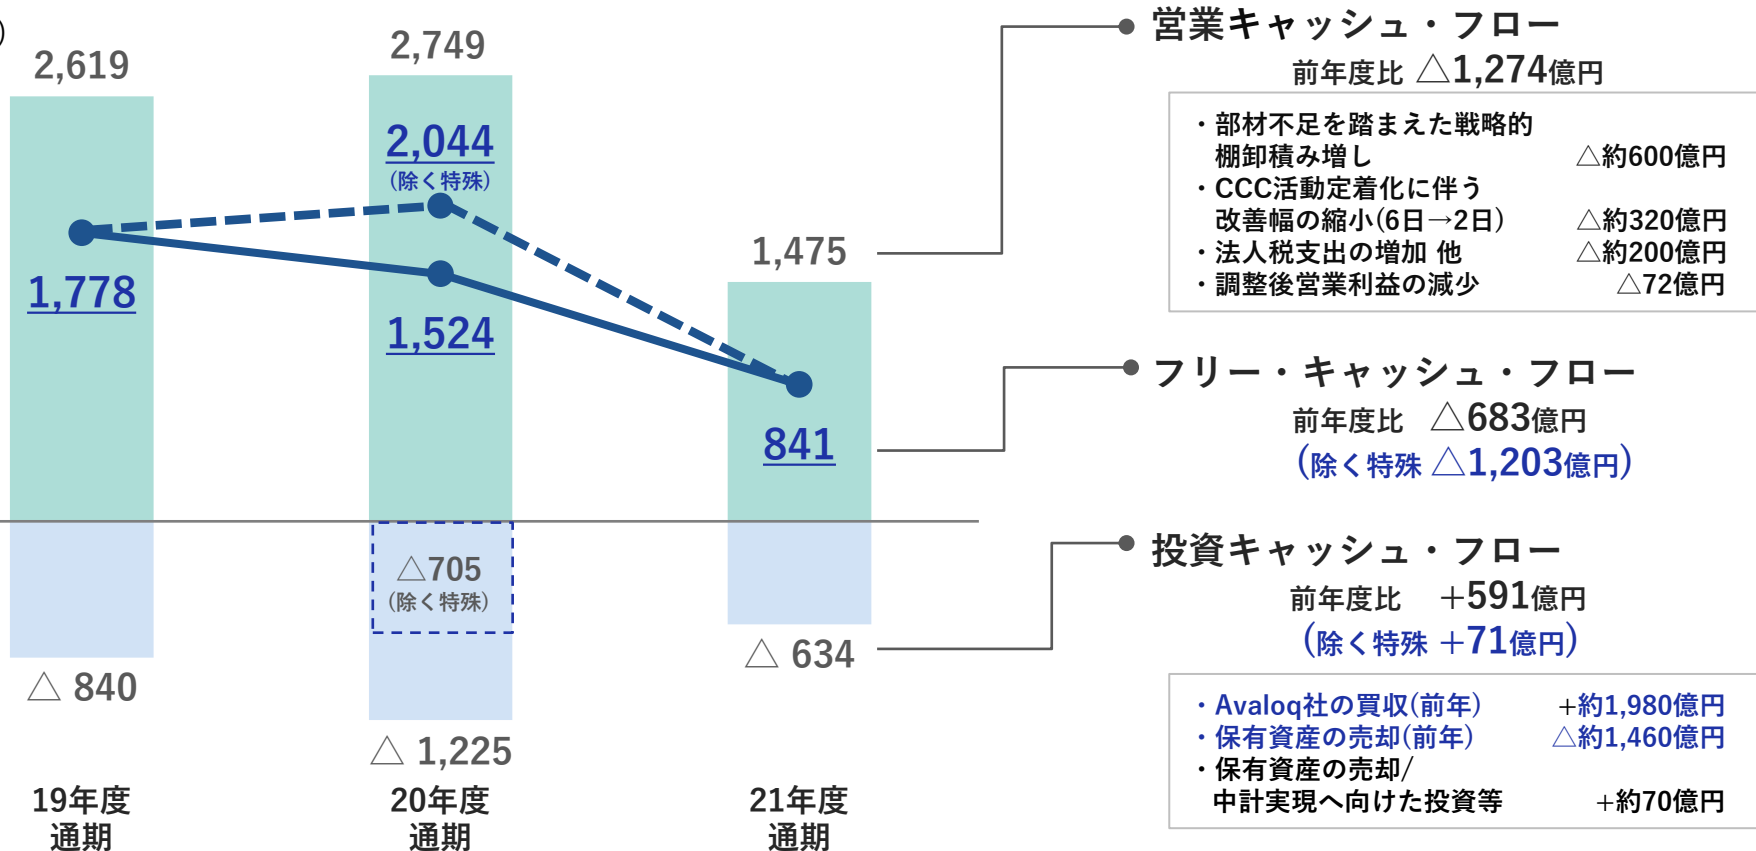 )
2,619
2,749
2,044
(除く特殊)
1,778
1,524
1,475
841
△705
(除く特殊)
△ 840
△ 1,225
△ 634
19年度
通期
20年度
通期
21年度
通期
営業キャッシュ・フロー
前年度比 △1,274億円
・部材不足を踏まえた戦略的
棚卸積み増し △約600億円
・CCC活動定着化に伴う
改善幅の縮小(6日→2日) △約320億円
・法人税支出の増加 他 △約200億円
・調整後営業利益の減少 △72億円
フリー・キャッシュ・フロー
前年度比 △683億円
(除く特殊 △1,203億円)
投資キャッシュ・フロー
前年度比 +591億円
(除く特殊 +71億円)
・Avaloq社の買収(前年) +約1,980億円
・保有資産の売却(前年) △約1,460億円
・保有資産の売却/
中計実現へ向けた投資等 +約70億円